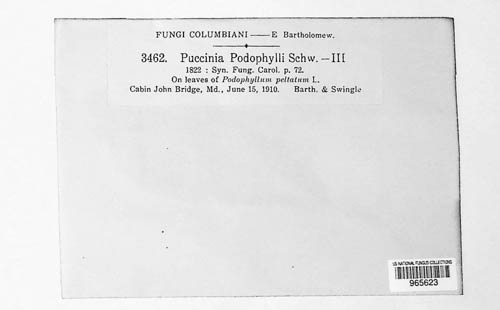 FUNGI COLUMBIANI — E Bartholomew.
3462. Puccinia Podophylli Schw. —III
1822 : Syn. Fung. Carol. p. 72.
On leaves of Podophyllum peltatum L.
Cabin John Bridge, Md., June 15, 1910. Barth. & Swingle
US NATIONAL FUNGUS COLLECTIONS
965623